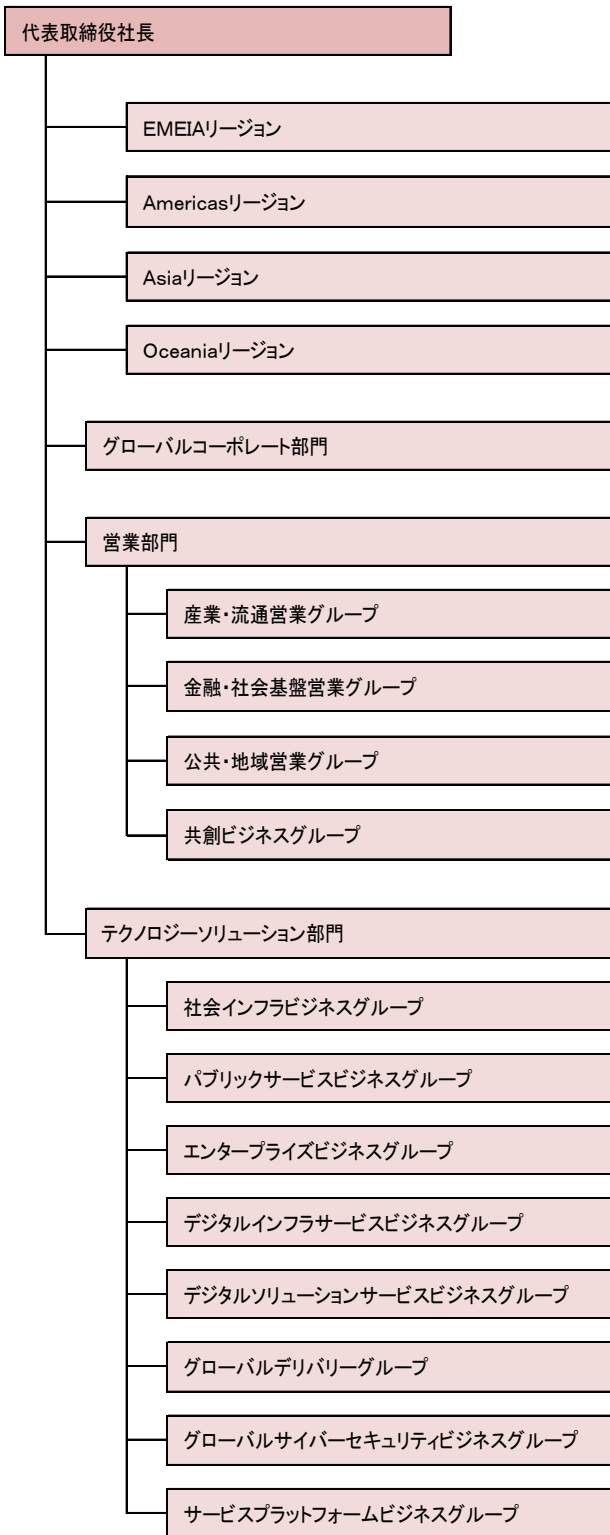 代表取締役社長
EMEIAリージョン
Americasリージョン
Asiaリージョン
Oceaniaリージョン
グローバルコーポレート部門
営業部門
産業・流通営業グループ
金融・社会基盤営業グループ
公共・地域営業グループ
共創ビジネスグループ
テクノロジーソリューション部門
社会インフラビジネスグループ
パブリックサービスビジネスグループ
エンタープライズビジネスグループ
デジタルインフラサービスビジネスグループ
デジタルソリューションサービスビジネスグループ
グローバルデリバリーグループ
グローバルサイバーセキュリティビジネスグループ
サービスプラットフォームビジネスグループ